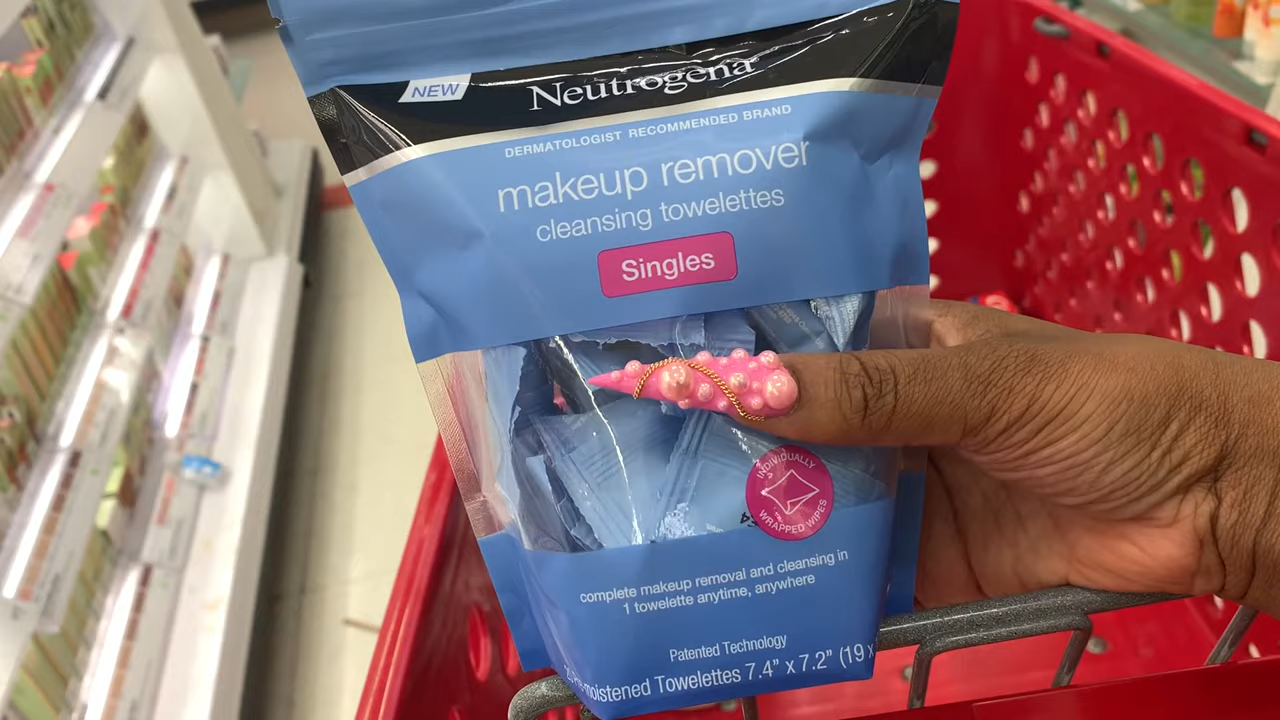 NEW
Neutrogena
DERMATOLOGIST RECOMMENDED BRAND
makeup remover
cleansing towelettes
Singles
INDIVIDUALLY
WRAPPED WIPES
complete makeup removal and cleansing in
1 towelette anytime, anywhere
Patented Technology
Towelettes 7.4" x 7.2" (19 x